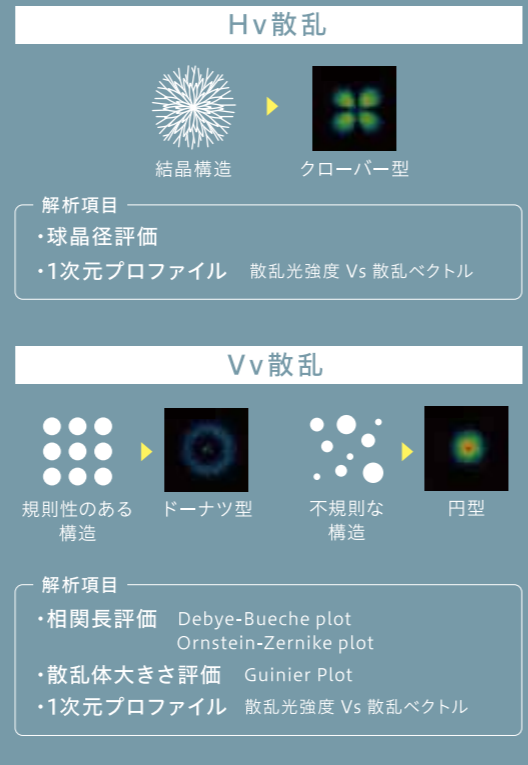 Hv散乱
結晶構造
クローバー型
解析項目
・球晶径評価
・1次元プロファイル 散乱光強度 Vs 散乱ベクトル
Vv散乱
規則性のある
構造
ドーナツ型
不規則な
構造
円型
解析項目
・相関長評価 Debye-Bueche plot
Ornstein-Zernike plot
・散乱体大きさ評価 Guinier Plot
・1次元プロファイル 散乱光強度 Vs 散乱ベクトル